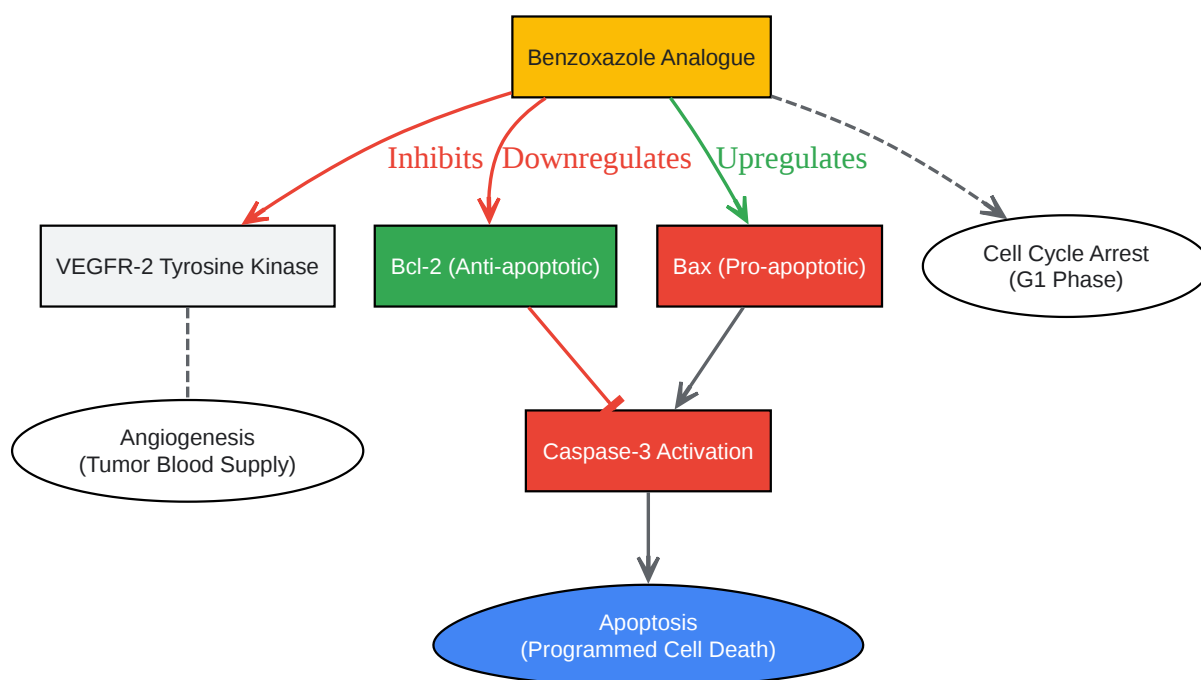 Benzoxazole Analogue
Inhibits
Downregulates
Upregulates
VEGFR-2 Tyrosine Kinase
Bcl-2 (Anti-apoptotic)
Bax (Pro-apoptotic)
Cell Cycle Arrest
(G1 Phase)
Angiogenesis
(Tumor Blood Supply)
Caspase-3 Activation
Apoptosis
(Programmed Cell Death)